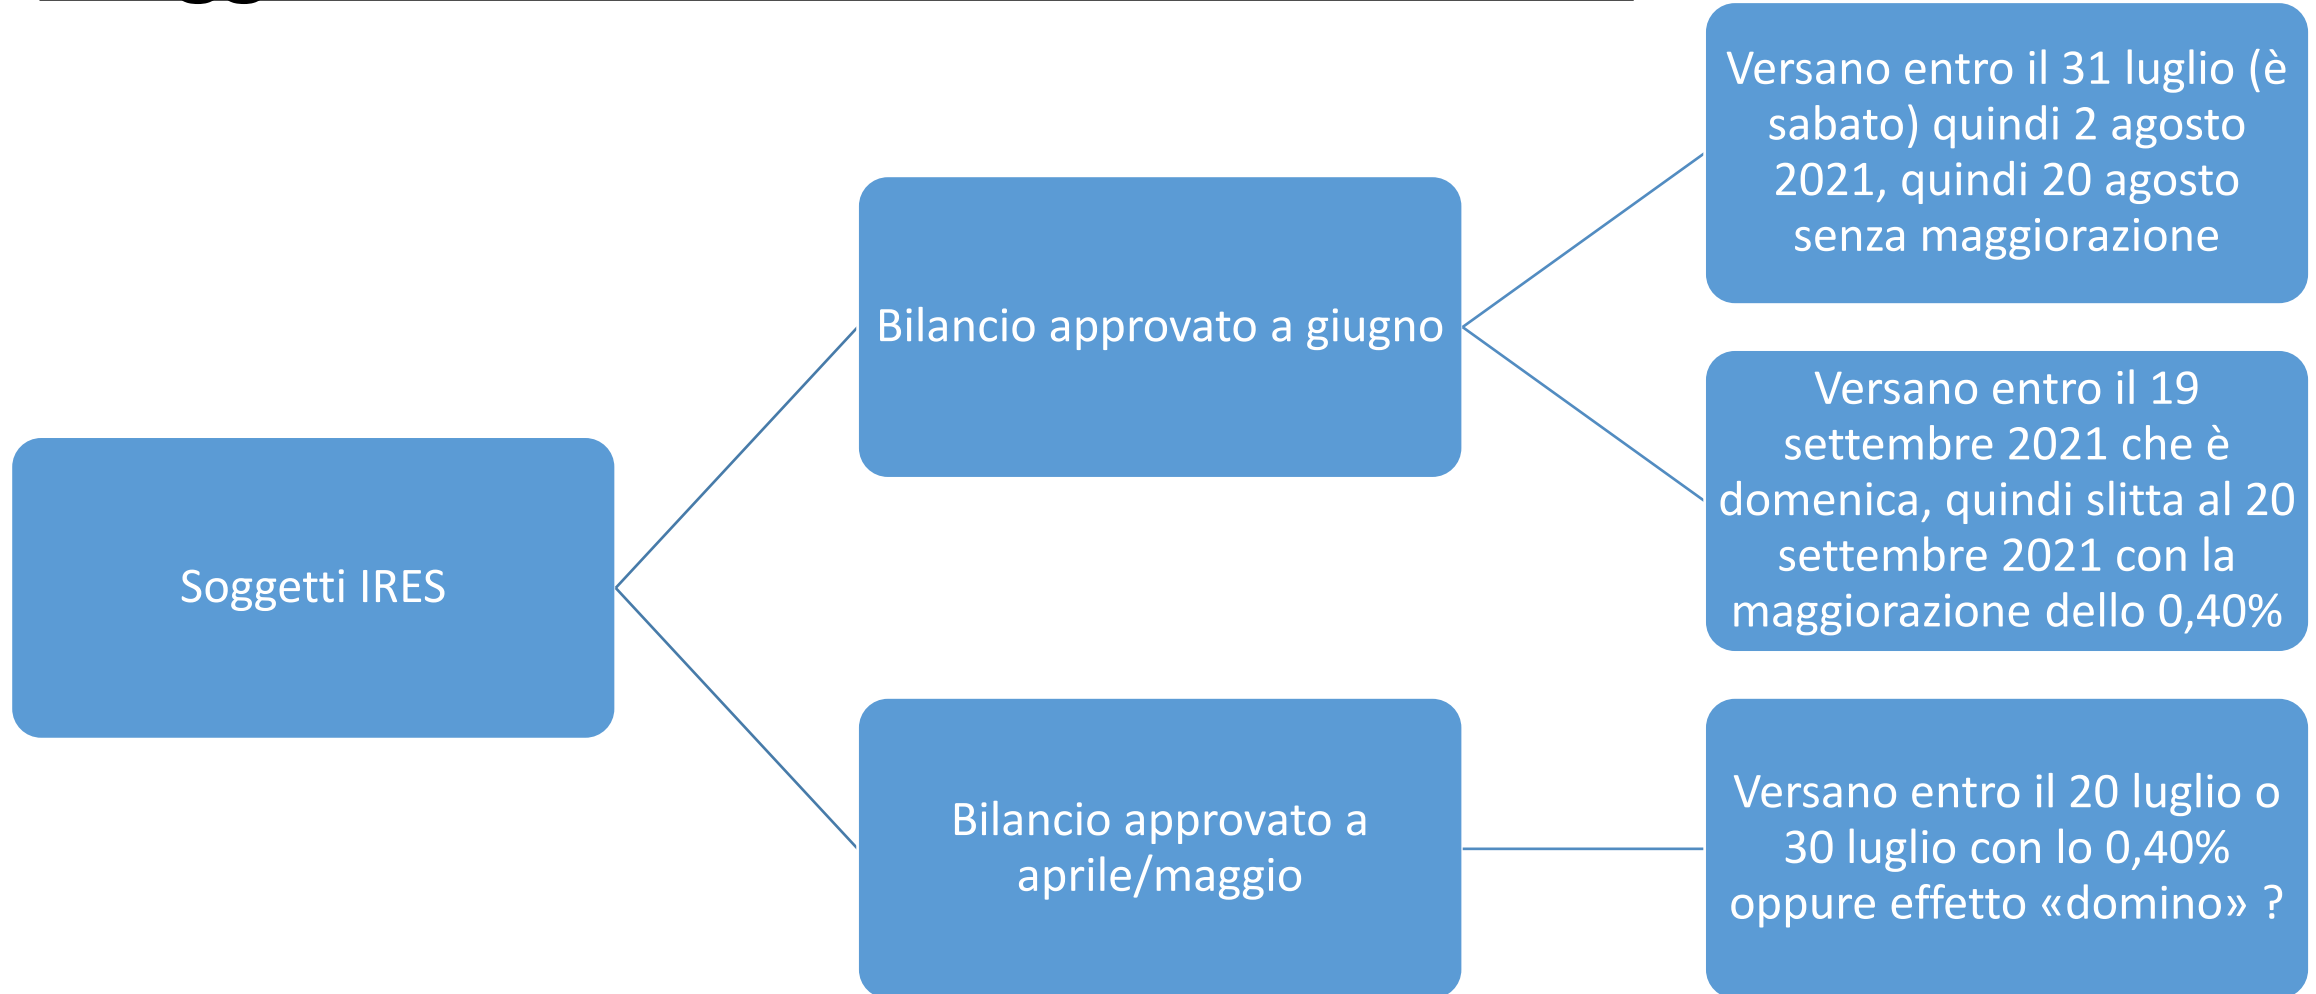 Soggetti IRES
Bilancio approvato a giugno
Versano entro il 31 luglio (è
sabato) quindi 2 agosto
2021, quindi 20 agosto
senza maggiorazione
Versano entro il 19
settembre 2021 che è
domenica, quindi slitta al 20
settembre 2021 con la
maggiorazione dello 0,40%
Bilancio approvato a
aprile/maggio
Versano entro il 20 luglio o
30 luglio con lo 0,40%
oppure effetto «domino» ?